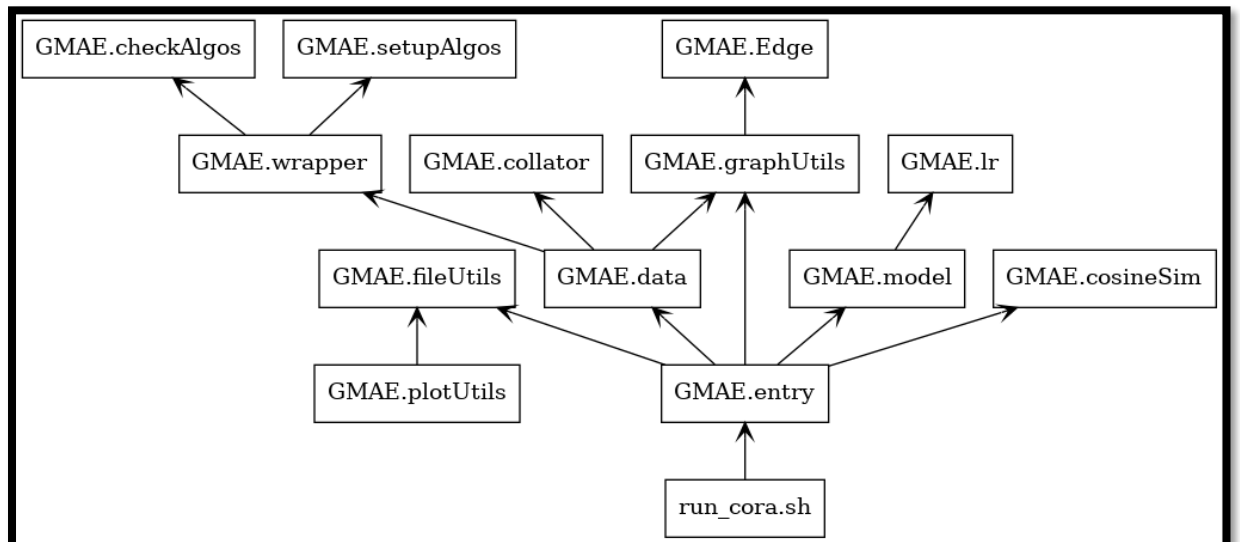 GMAE.checkAlgos
GMAE.setupAlgos
GMAE.Edge
GMAE.wrapper
GMAE.collator
GMAE.graphUtils
GMAE.lr
GMAE.fileUtils
GMAE.data
GMAE.model
GMAE.cosineSim
GMAE.plotUtils
GMAE.entry
run_cora.sh